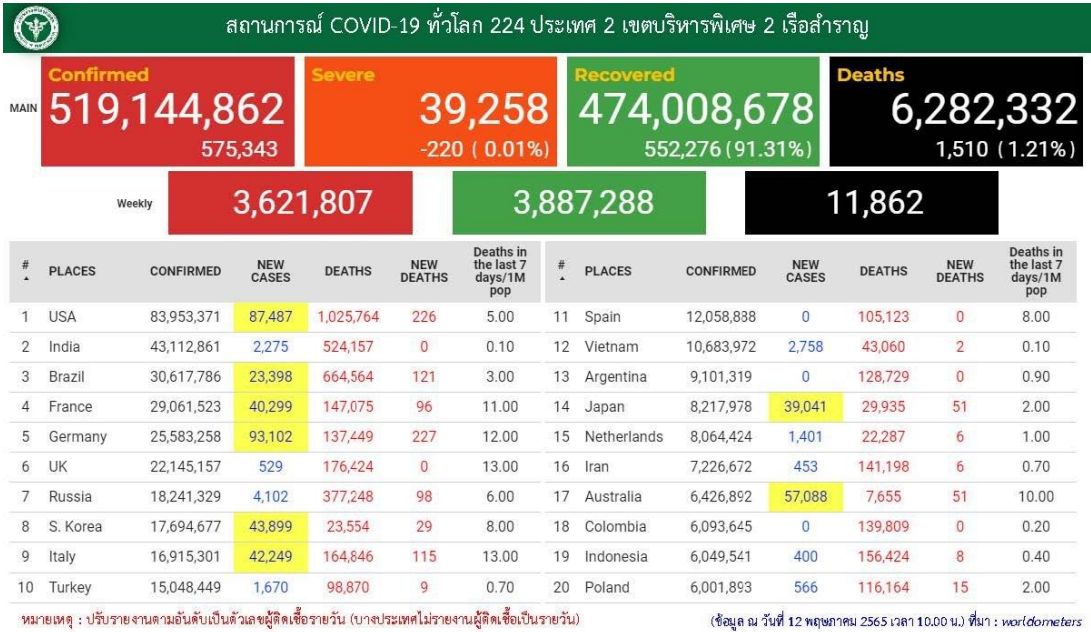 สถานการณ์ COVID-19 ทั่วโลก 224 ประเทศ 2 เขตบริหารพิเศษ 2 เรือสำราญ
MAIN
Confirmed
519,144,862
575,343
Severe
39,258
-220 ( 0.01%)
Recovered
474,008,678
552,276 (91.31%)
Deaths
6,282,332
1,510 (1.21%)
Weekly 3,621,807 3,887,288 11,862
# PLACES CONFIRMED NEW CASES DEATHS NEW DEATHS Deaths in the last 7 days/1M pop
1 USA 83,953,371 87,487 1,025,764 226 5.00
2 India 43,112,861 2,275 524,157 0 0.10
3 Brazil 30,617,786 23,398 664,564 121 3.00
4 France 29,061,523 40,299 147,075 96 11.00
5 Germany 25,583,258 93,102 137,449 227 12.00
6 UK 22,145,157 529 176,424 0 13.00
7 Russia 18,241,329 4,102 377,248 98 6.00
8 S. Korea 17,694,677 43,899 23,554 29 8.00
9 Italy 16,915,301 42,249 164,846 115 13.00
10 Turkey 15,048,449 1,670 98,870 9 0.70
# PLACES CONFIRMED NEW CASES DEATHS NEW DEATHS Deaths in the last 7 days/1M pop
11 Spain 12,058,838 0 105,123 0 8.00
12 Vietnam 10,683,972 2,758 43,060 2 0.10
13 Argentina 9,101,319 0 128,729 0 0.90
14 Japan 8,217,978 39,041 29,935 51 2.00
15 Netherlands 8,064,424 1,401 22,287 6 1.00
16 Iran 7,226,672 453 141,198 6 0.70
17 Australia 6,426,892 57,088 7,655 51 10.00
18 Colombia 6,093,645 0 139,809 0 0.20
19 Indonesia 6,049,541 400 156,424 8 0.40
20 Poland 6,001,893 566 116,164 15 2.00
หมายเหตุ : ปรับรายงานตามอันดับเป็นตัวเลขผู้ติดเชื้อรายวัน (บางประเทศไม่รายงานผู้ติดเชื้อเป็นรายวัน)
(ข้อมูล ณ วันที่ 12 พฤษภาคม 2565 เวลา 10.00 น.) ที่มา : worldometers